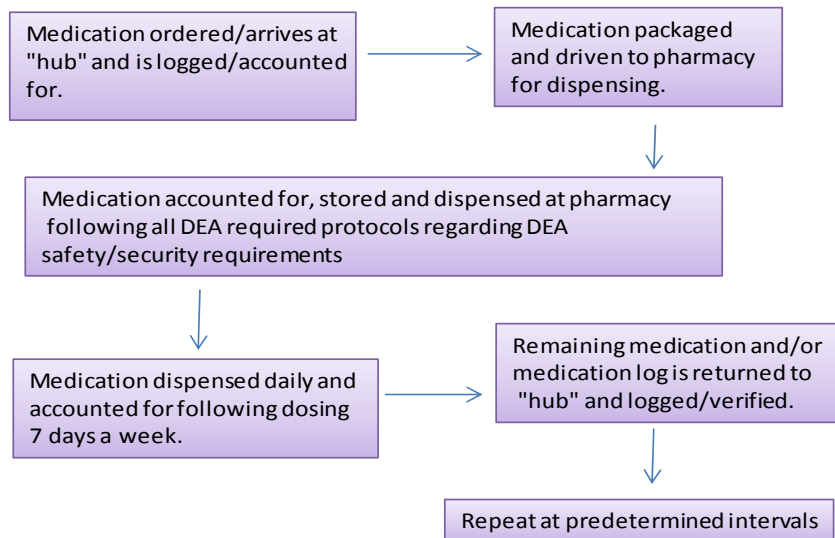 Medication ordered/arrives at
"hub" and is logged/accounted
for.
Medication packaged
and driven to pharmacy
for dispensing.
Medication accounted for, stored and dispensed at pharmacy
following all DEA required protocols regarding DEA
safety/security requirements
Medication dispensed daily and
accounted for following dosing
7 days a week.
Remaining medication and/or
medication log is returned to
"hub" and logged/verified.
Repeat at predetermined intervals